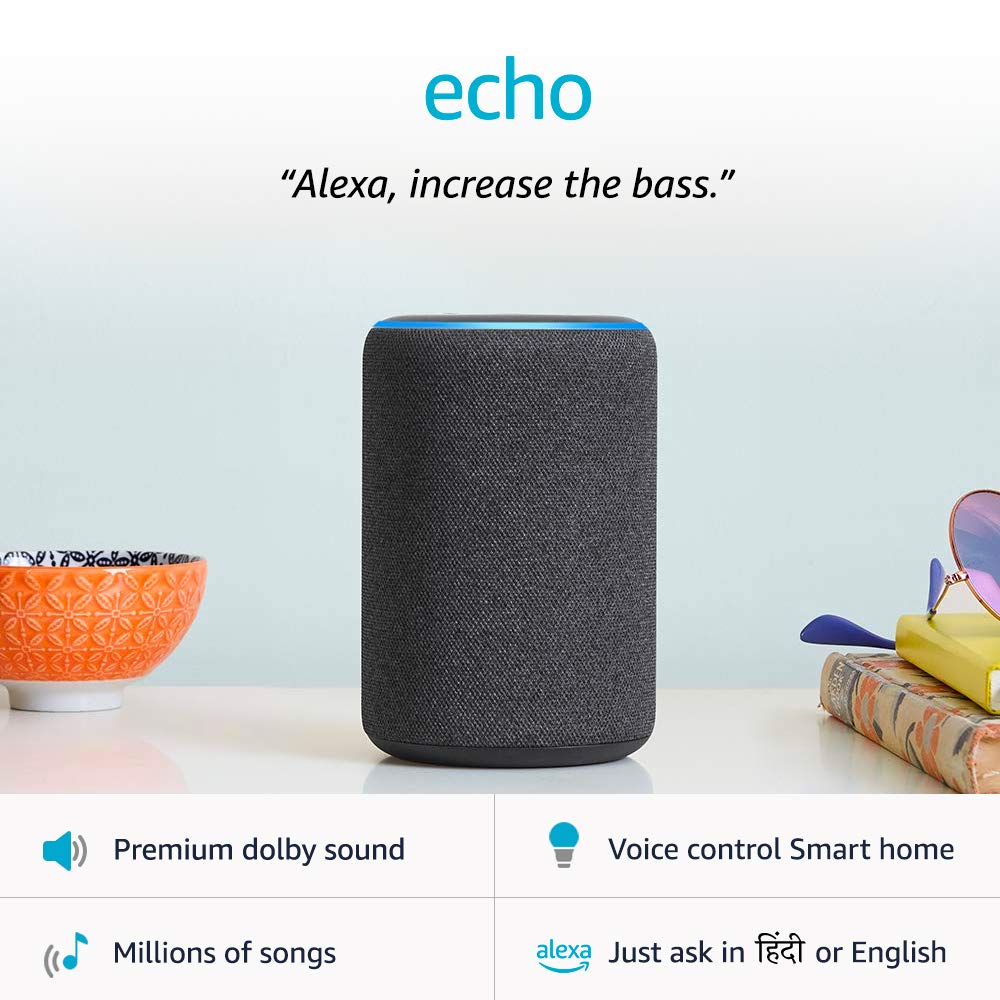 echo
“Alexa, increase the bass.”
Premium dolby sound
Voice control Smart home
Millions of songs
alexa
Just ask in हिंदी or English